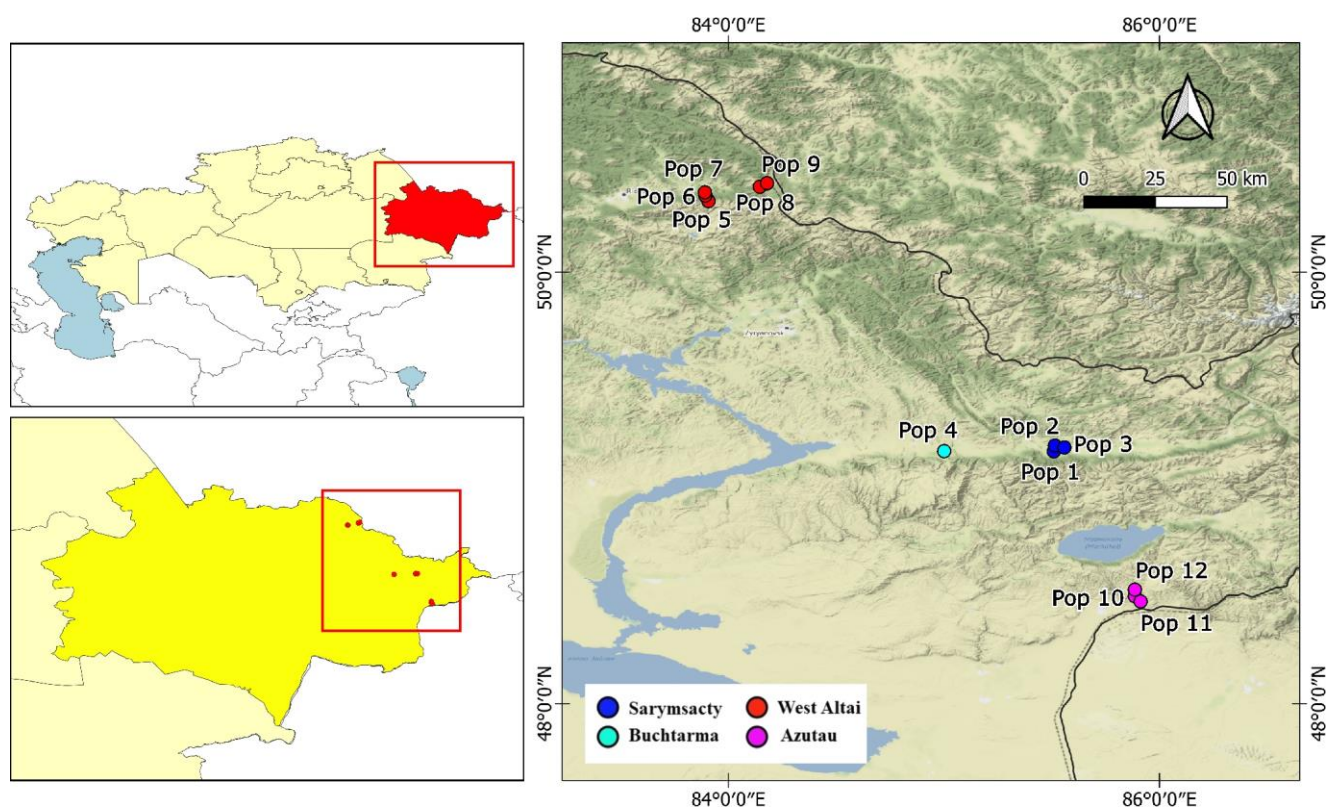 84°0′0″E
86°0′0″E
Pop 7
Pop 9
Pop 6
Pop 8
Pop 5
0
25
50 km
50°0′0″N
50°0′0″N
Pop 2
Pop 4
Pop 3
Pop 1
Pop 12
Pop 10
Pop 11
Sarymsacty
West Altai
Buchtarma
Azutau
48°0′0″N
48°0′0″N
84°0′0″E
86°0′0″E